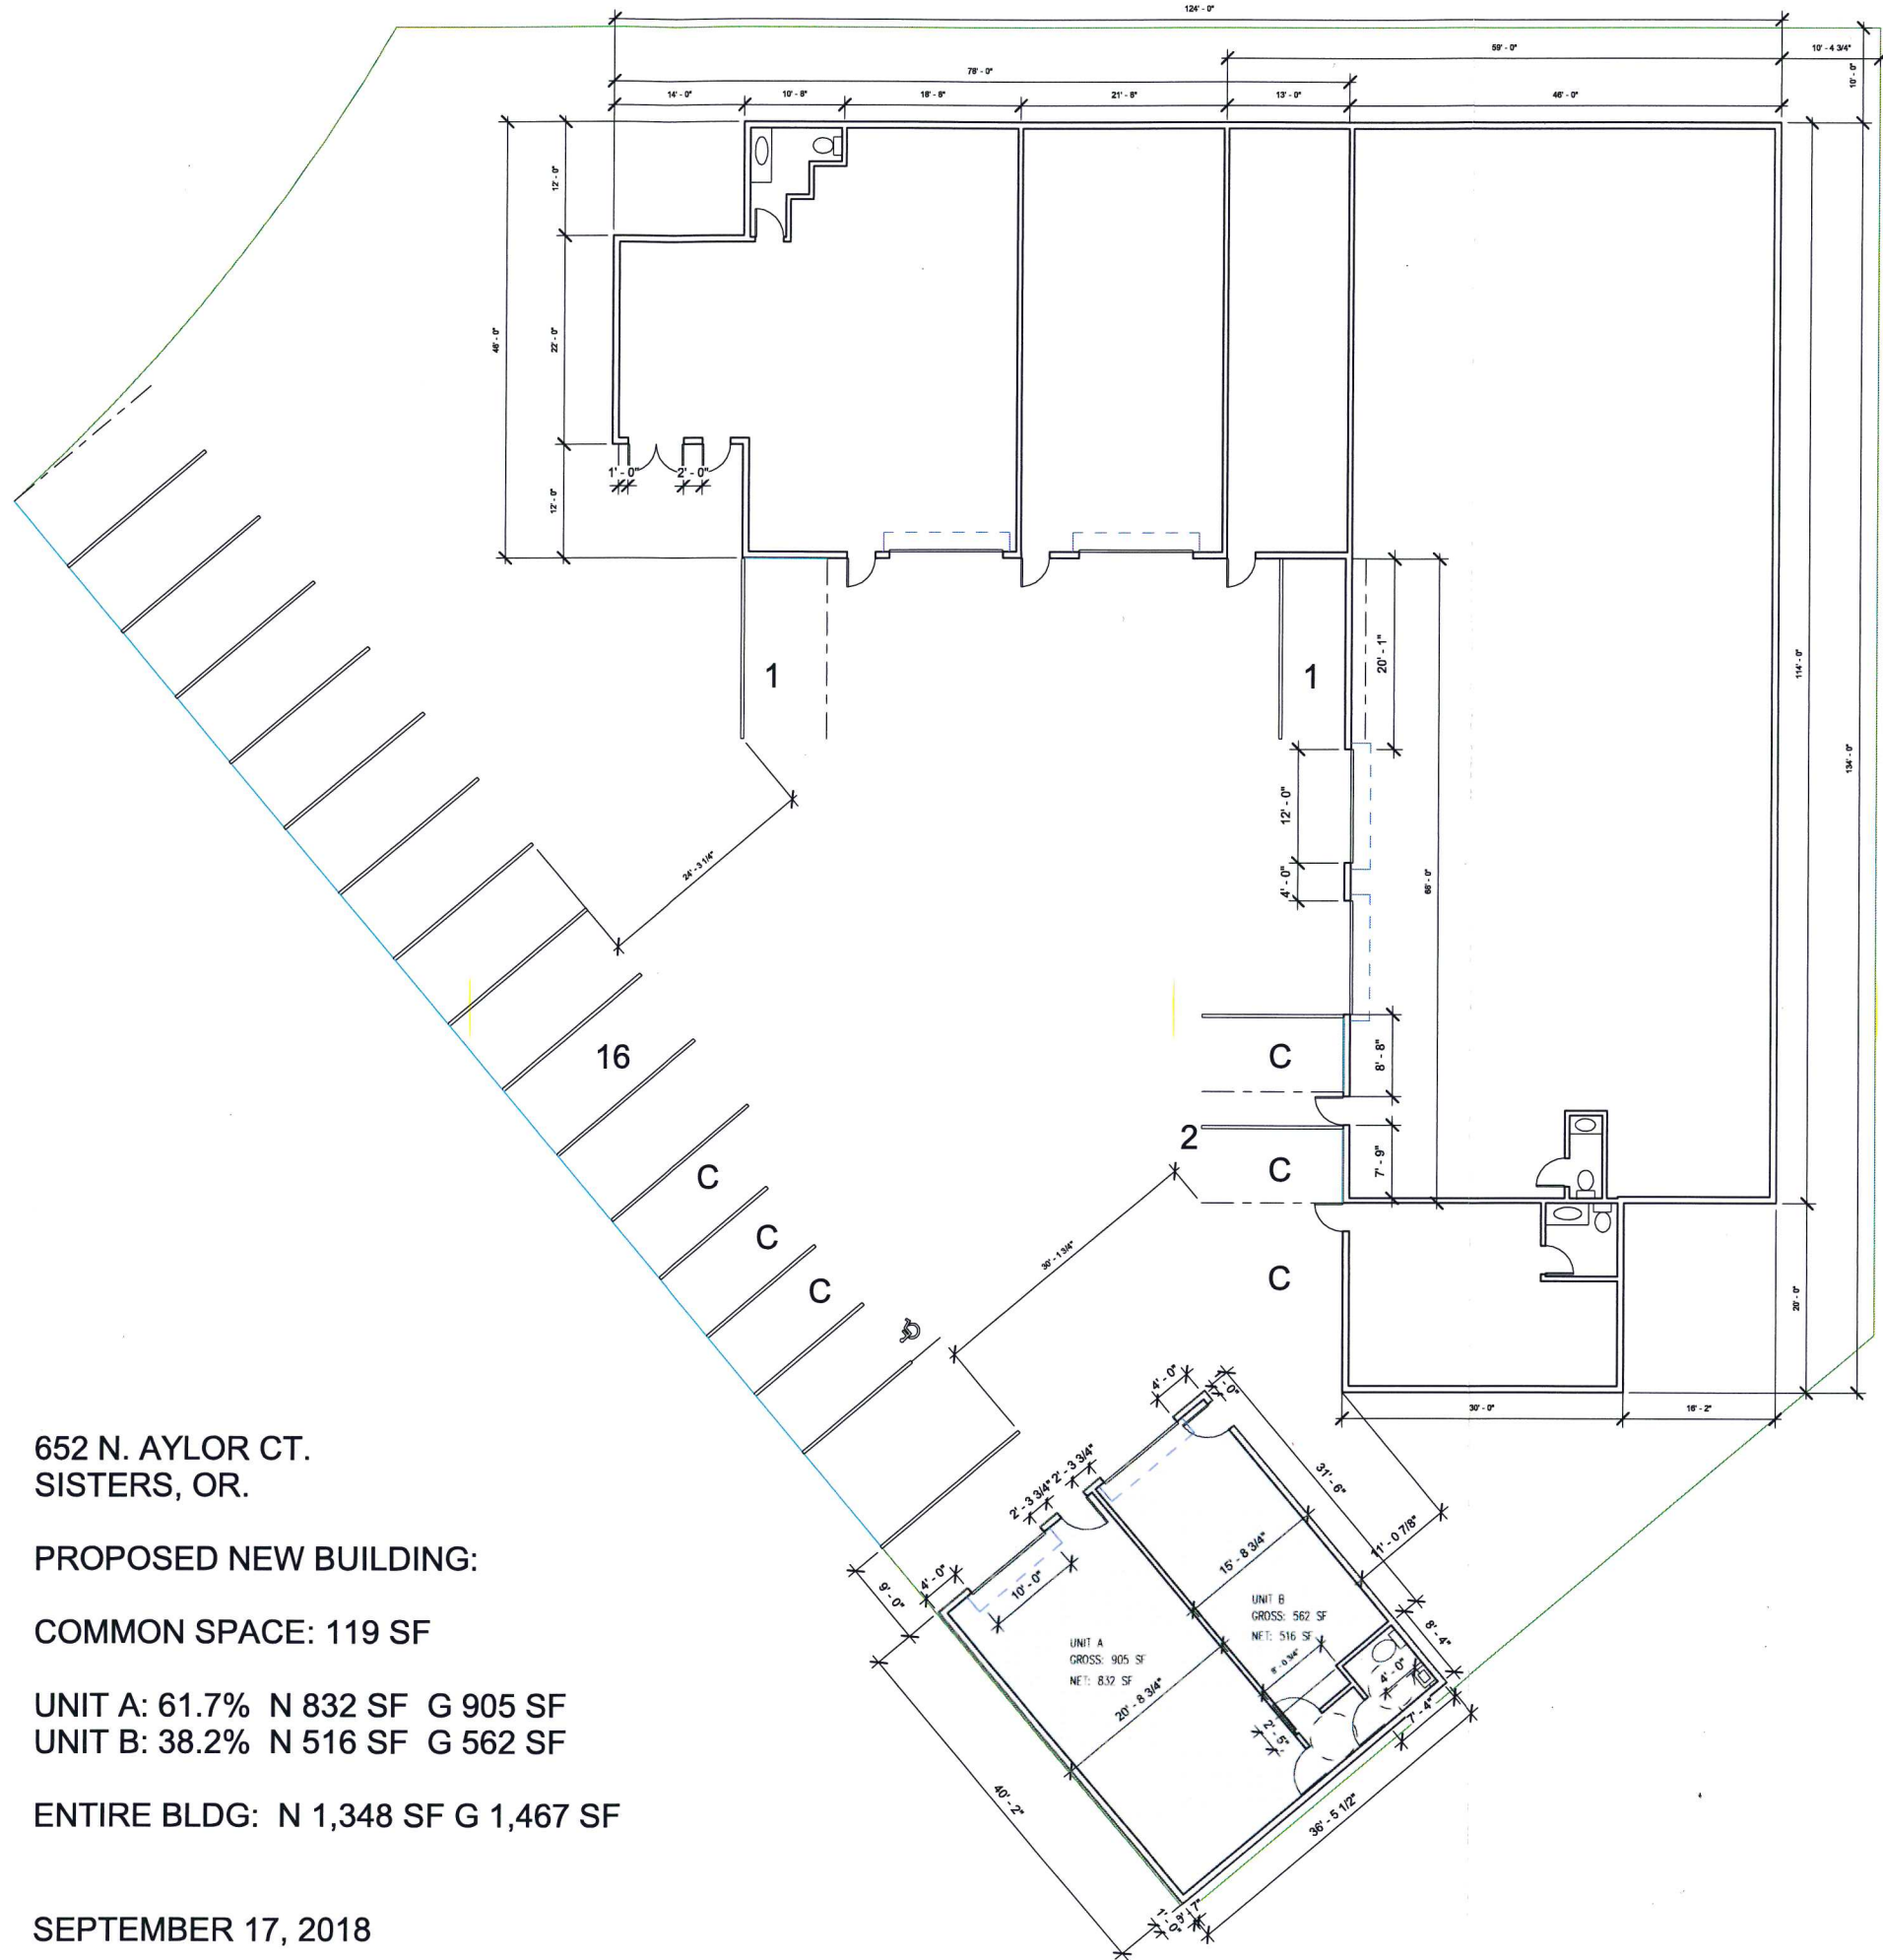 124' - 0"
59' - 0"
10' - 4 3/4"
78' - 0"
10' - 0"
14' - 0"
10' - 8"
18' - 8"
21' - 8"
13' - 0"
46' - 0"
12' - 0"
46' - 0"
22' - 0"
1' - 0"
2' - 0"
12' - 0"
1
1
20' - 1"
114' - 0"
134' - 0"
12' - 0"
24' - 3 1/4"
4' - 0"
68' - 0"
16
C
8' - 8"
2
C
7' - 9"
C
C
C
30' - 1 3/4"
C
20' - 0"
30' - 0"
16' - 2"
4' - 0"
2' - 3 3/4"
2' - 3 3/4"
31' - 6"
11' - 0 7/8"
15' - 8 3/4"
4' - 0"
10' - 0"
9' - 0"
UNIT B
GROSS: 562 SF
NET: 516 SF
8' - 4"
UNIT A
GROSS: 905 SF
NET: 832 SF
4' - 0"
20' - 8 3/4"
7' - 4"
2' - 5"
40' - 2"
36' - 5 1/2"
652 N. AYLOR CT.
SISTERS, OR.
PROPOSED NEW BUILDING:
COMMON SPACE: 119 SF
UNIT A: 61.7% N 832 SF G 905 SF
UNIT B: 38.2% N 516 SF G 562 SF
ENTIRE BLDG: N 1,348 SF G 1,467 SF
SEPTEMBER 17, 2018